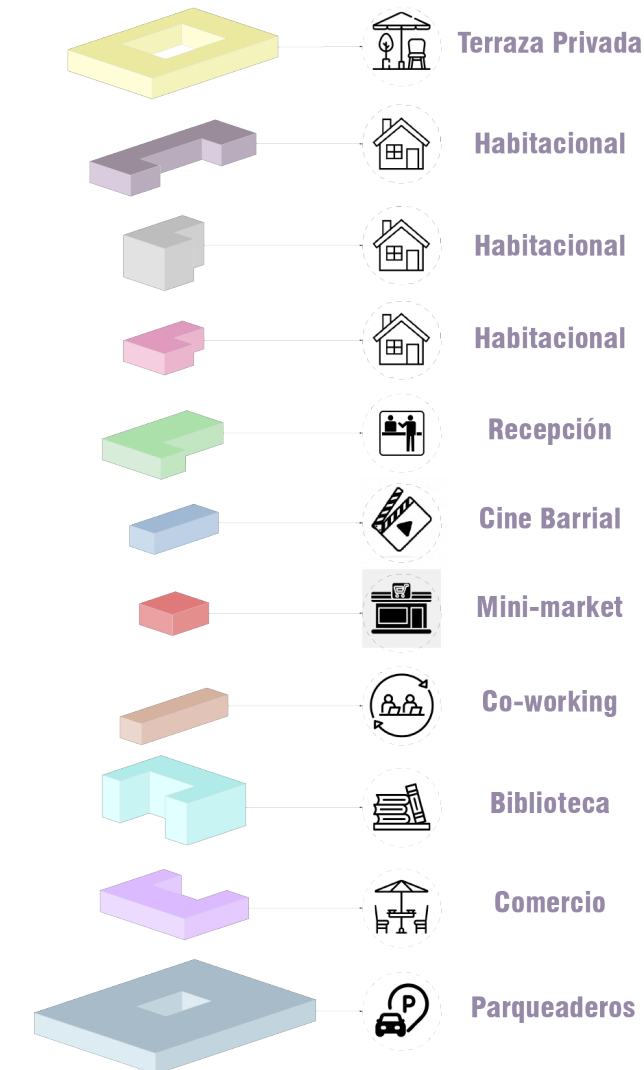 Terraza Privada
Habitacional
Habitacional
Habitacional
Recepción
Cine Barrial
Mini-market
Co-working
Biblioteca
Comercio
P
Parqueaderos